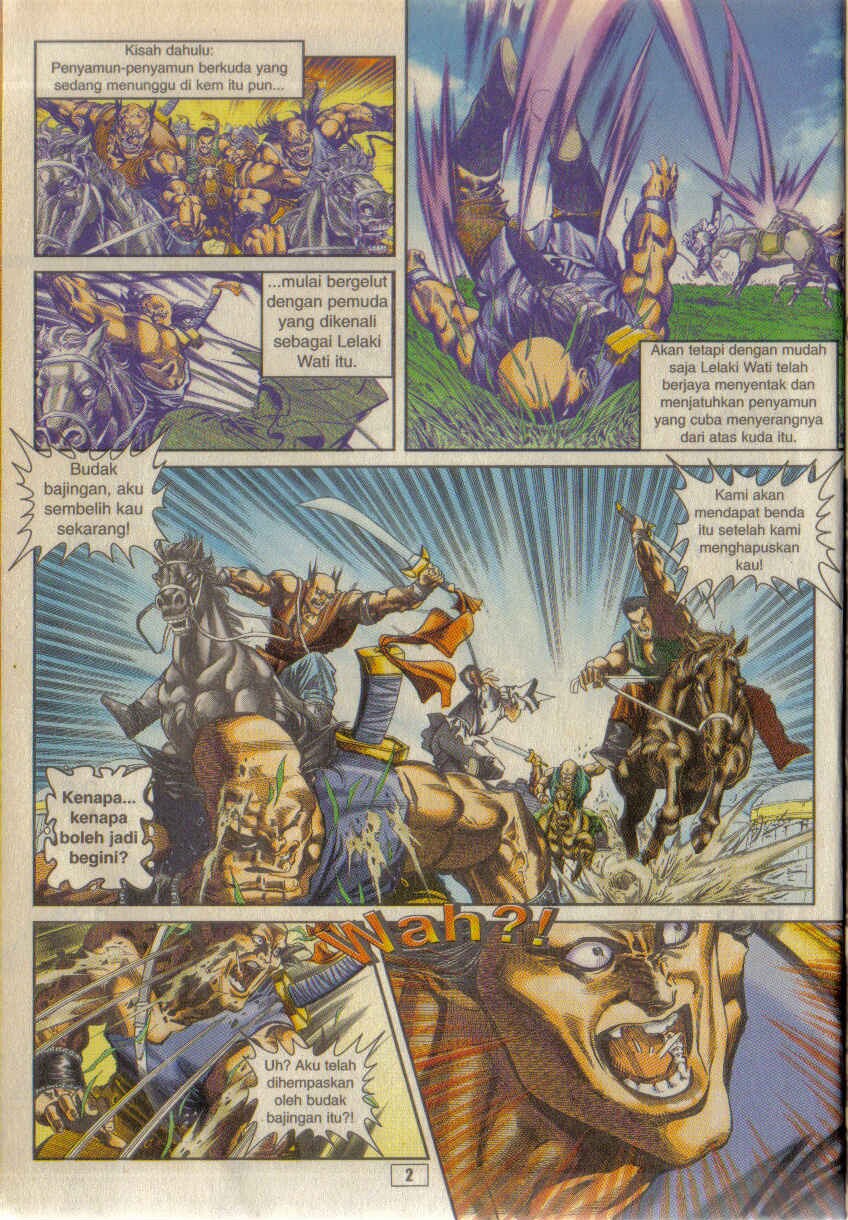 Kisah dahulu:
Penyamun-penyamun berkuda yang
sedang menunggu di kem itu pun...
...mulai bergelut
dengan pemuda
yang dikenali
sebagai Lelaki
Wati itu.
Akan tetapi dengan mudah
saja Lelaki Wati telah
berjaya menyentak dan
menjatuhkan penyamun
yang cuba menyerangnya
dari atas kuda itu.
Budak
bajingan, aku
sembelih kau
sekarang!
Kami akan
mendapat benda
itu setelah kami
menghapuskan
kau!
Kenapa...
kenapa
boleh jadi
begini?
Wah?!
Uh? Aku telah
dihempaskan
oleh budak
bajingan itu?!
2